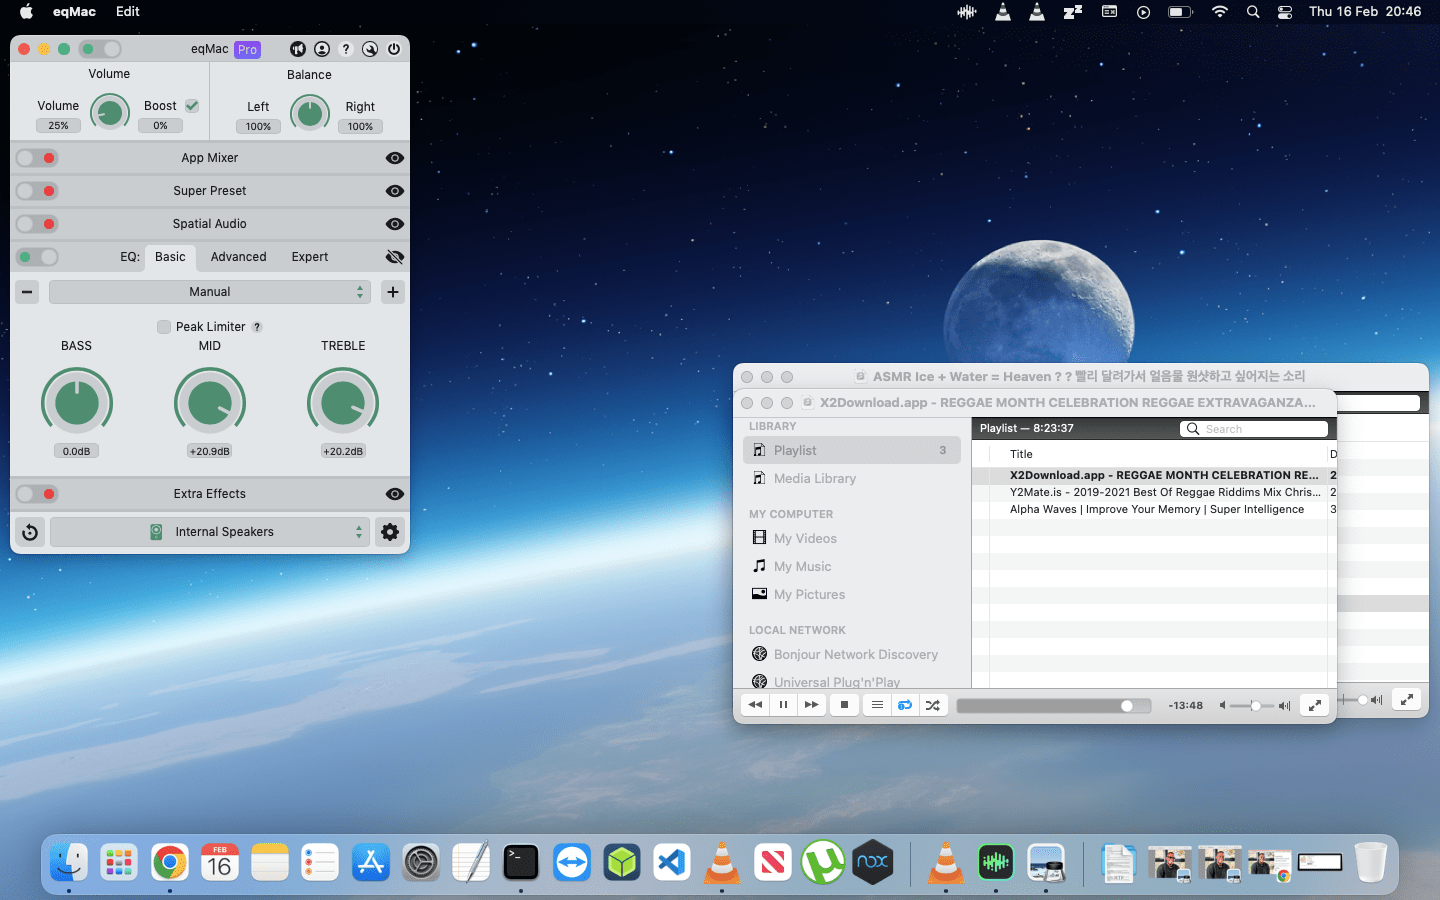 eqMac Edit
Thu 16 Feb 20:46
eqMac Pro
?
Volume
Balance
Volume
Boost
Left
Right
25%
0%
100%
100%
App Mixer
Super Preset
Spatial Audio
EQ: Basic Advanced Expert
Manual
Peak Limiter ?
BASS MID TREBLE
0.0dB +20.9dB +20.2dB
Extra Effects
Internal Speakers
ASMR Ice + Water = Heaven ? ? 빨리 달려가서 얼음물 원샷하고 싶어지는 소리
X2Download.app - REGGAE MONTH CELEBRATION REGGAE EXTRAVAGANZA...
LIBRARY
Playlist 3
Media Library
MY COMPUTER
My Videos
My Music
My Pictures
LOCAL NETWORK
Bonjour Network Discovery
Universal Plug'n'Play
Playlist — 8:23:37
Search
Title D
X2Download.app - REGGAE MONTH CELEBRATION RE... 2
Y2Mate.is - 2019-2021 Best Of Reggae Riddims Mix Chris... 2
Alpha Waves | Improve Your Memory | Super Intelligence 3
-13:48
FEB
16
nox